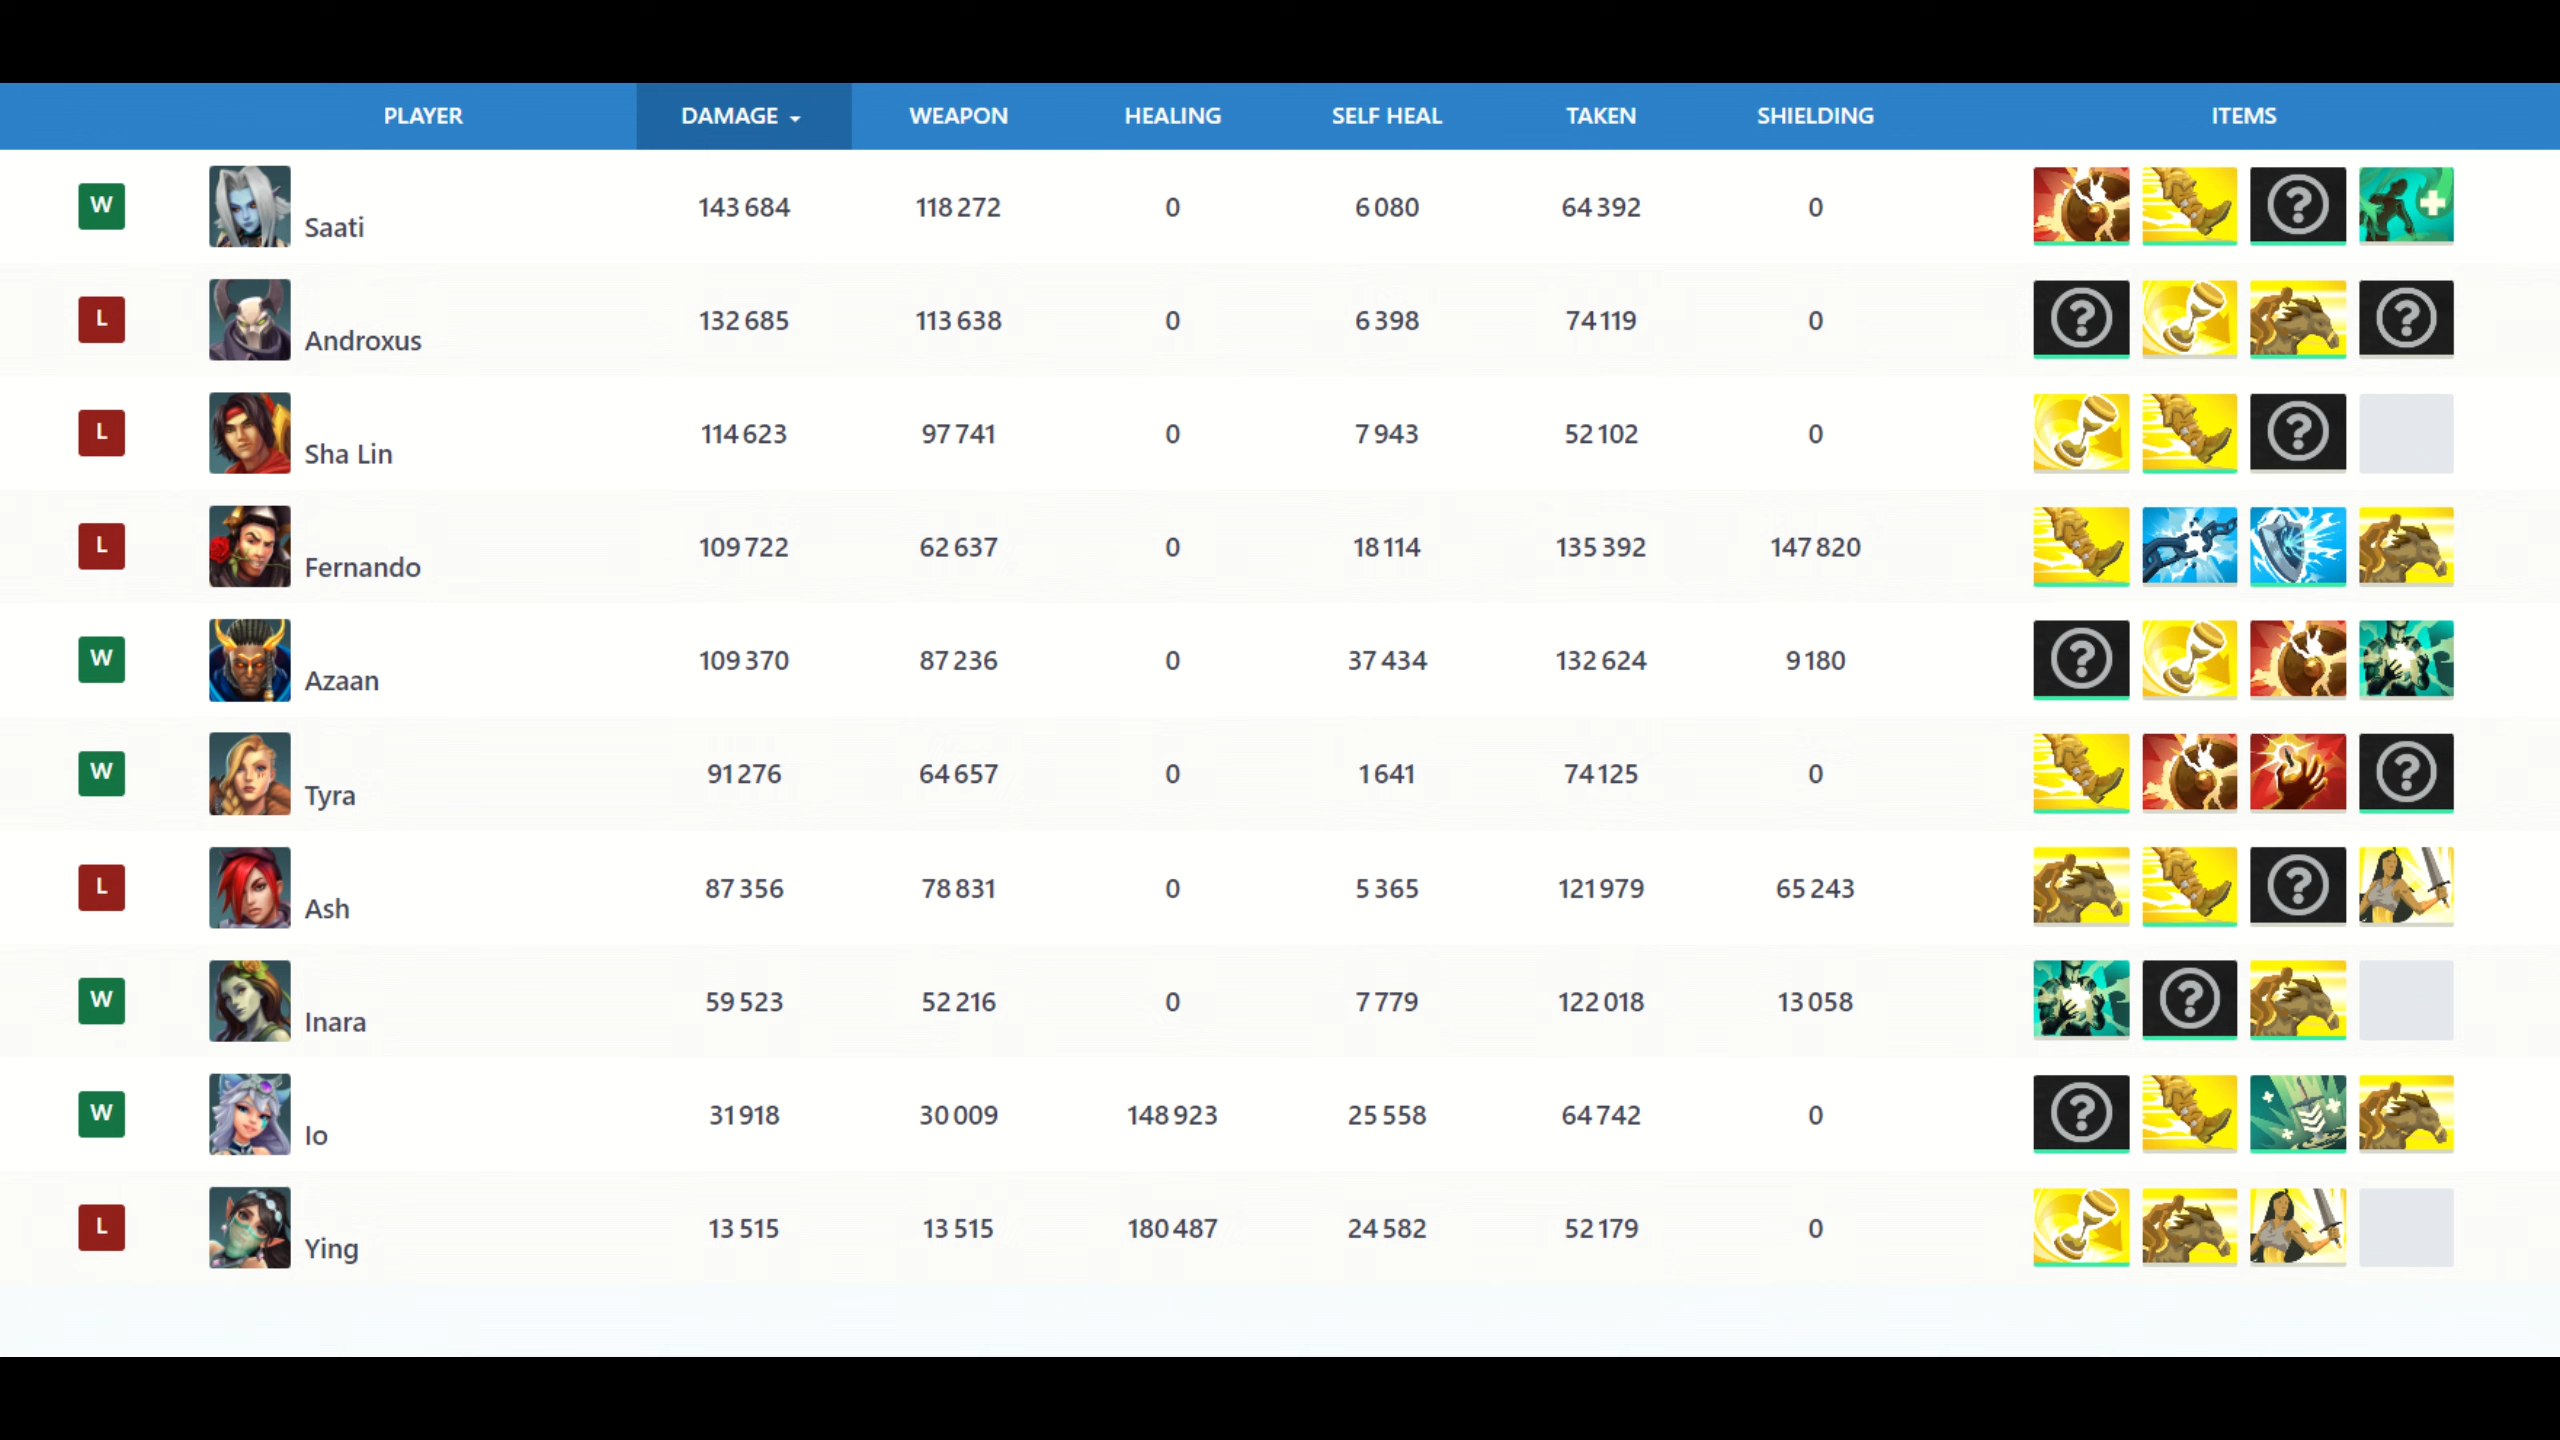 PLAYER DAMAGE WEAPON HEALING SELF HEAL TAKEN SHIELDING ITEMS
W Saati 143 684 118 272 0 6 080 64 392 0 ?
L Androxus 132 685 113 638 0 6 398 74 119 0 ? ?
L Sha Lin 114 623 97 741 0 7 943 52 102 0 ?
L Fernando 109 722 62 637 0 18 114 135 392 147 820
W Azaan 109 370 87 236 0 37 434 132 624 9 180 ?
W Tyra 91 276 64 657 0 1 641 74 125 0 ?
L Ash 87 356 78 831 0 5 365 121 979 65 243 ?
W Inara 59 523 52 216 0 7 779 122 018 13 058 ?
W Io 31 918 30 009 148 923 25 558 64 742 0 ?
L Ying 13 515 13 515 180 487 24 582 52 179 0